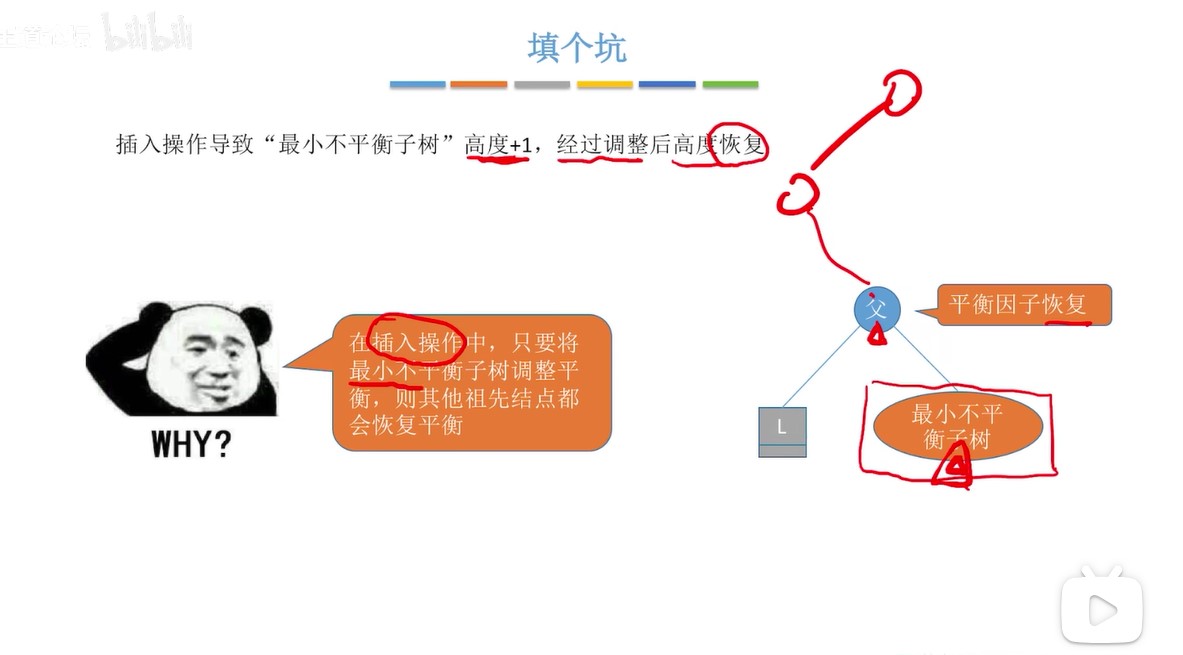 bilibili
填个坑
插入操作导致“最小不平衡子树”高度+1，经过调整后高度恢复
WHY?
在插入操作中，只要将
最小不平衡子树调整平
衡，则其他祖先结点都
会恢复平衡
父
平衡因子恢复
L
最小不平
衡子树